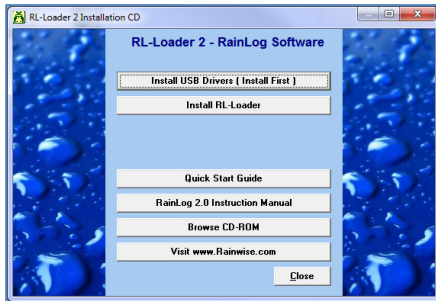 RL-Loader 2 Installation CD
RL-Loader 2 - RainLog Software
Install USB Drivers ( Install First )
Install RL-Loader
Quick Start Guide
RainLog 2.0 Instruction Manual
Browse CD-ROM
Visit www.Rainwise.com
Close